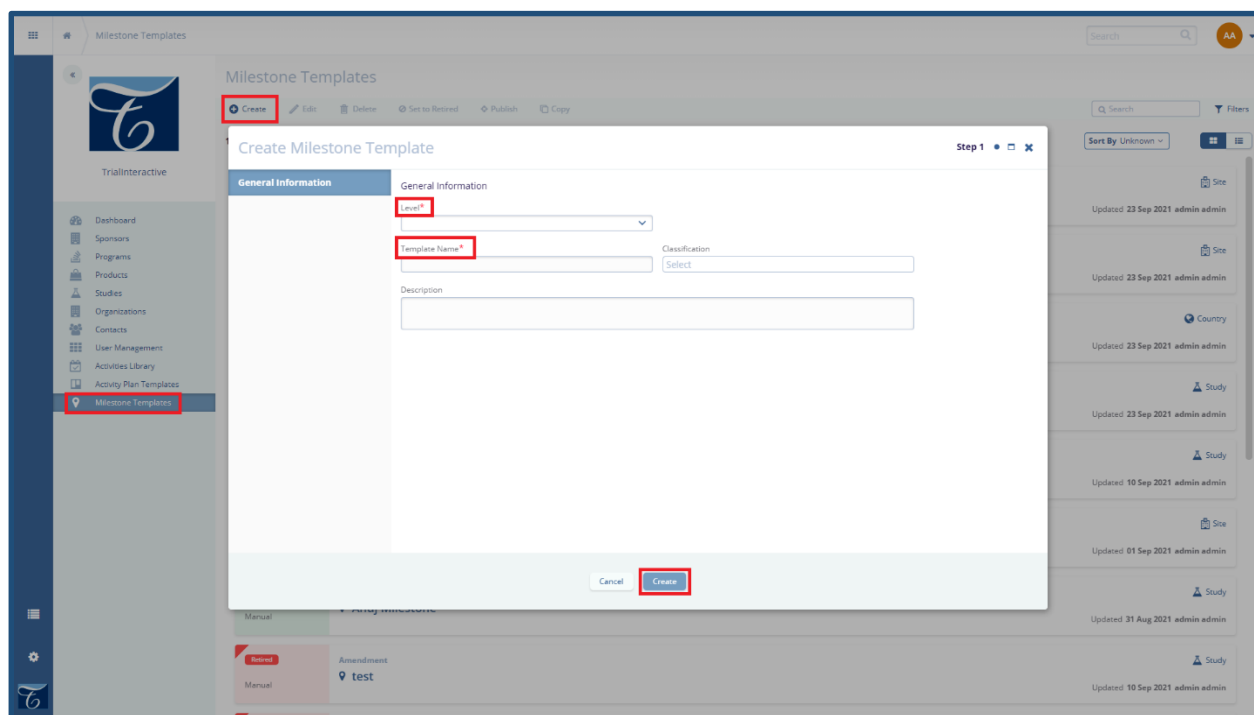 Milestone Templates
Search
AA
TrialInteractive
Dashboard
Sponsors
Programs
Products
Studies
Organizations
Contacts
User Management
Activities Library
Activity Plan Templates
Milestone Templates
Milestone Templates
Create Edit Delete Set to Retired Publish Copy
Search Filters
Sort By Unknown
Create Milestone Template
Step 1
General Information
General Information
Level*
Template Name*
Classification
Select
Description
Cancel Create
Site
Updated 23 Sep 2021 admin admin
Site
Updated 23 Sep 2021 admin admin
Country
Updated 23 Sep 2021 admin admin
Study
Updated 23 Sep 2021 admin admin
Study
Updated 10 Sep 2021 admin admin
Site
Updated 01 Sep 2021 admin admin
Manual
Study
Updated 31 Aug 2021 admin admin
Retired
Manual
Amendment
test
Study
Updated 10 Sep 2021 admin admin